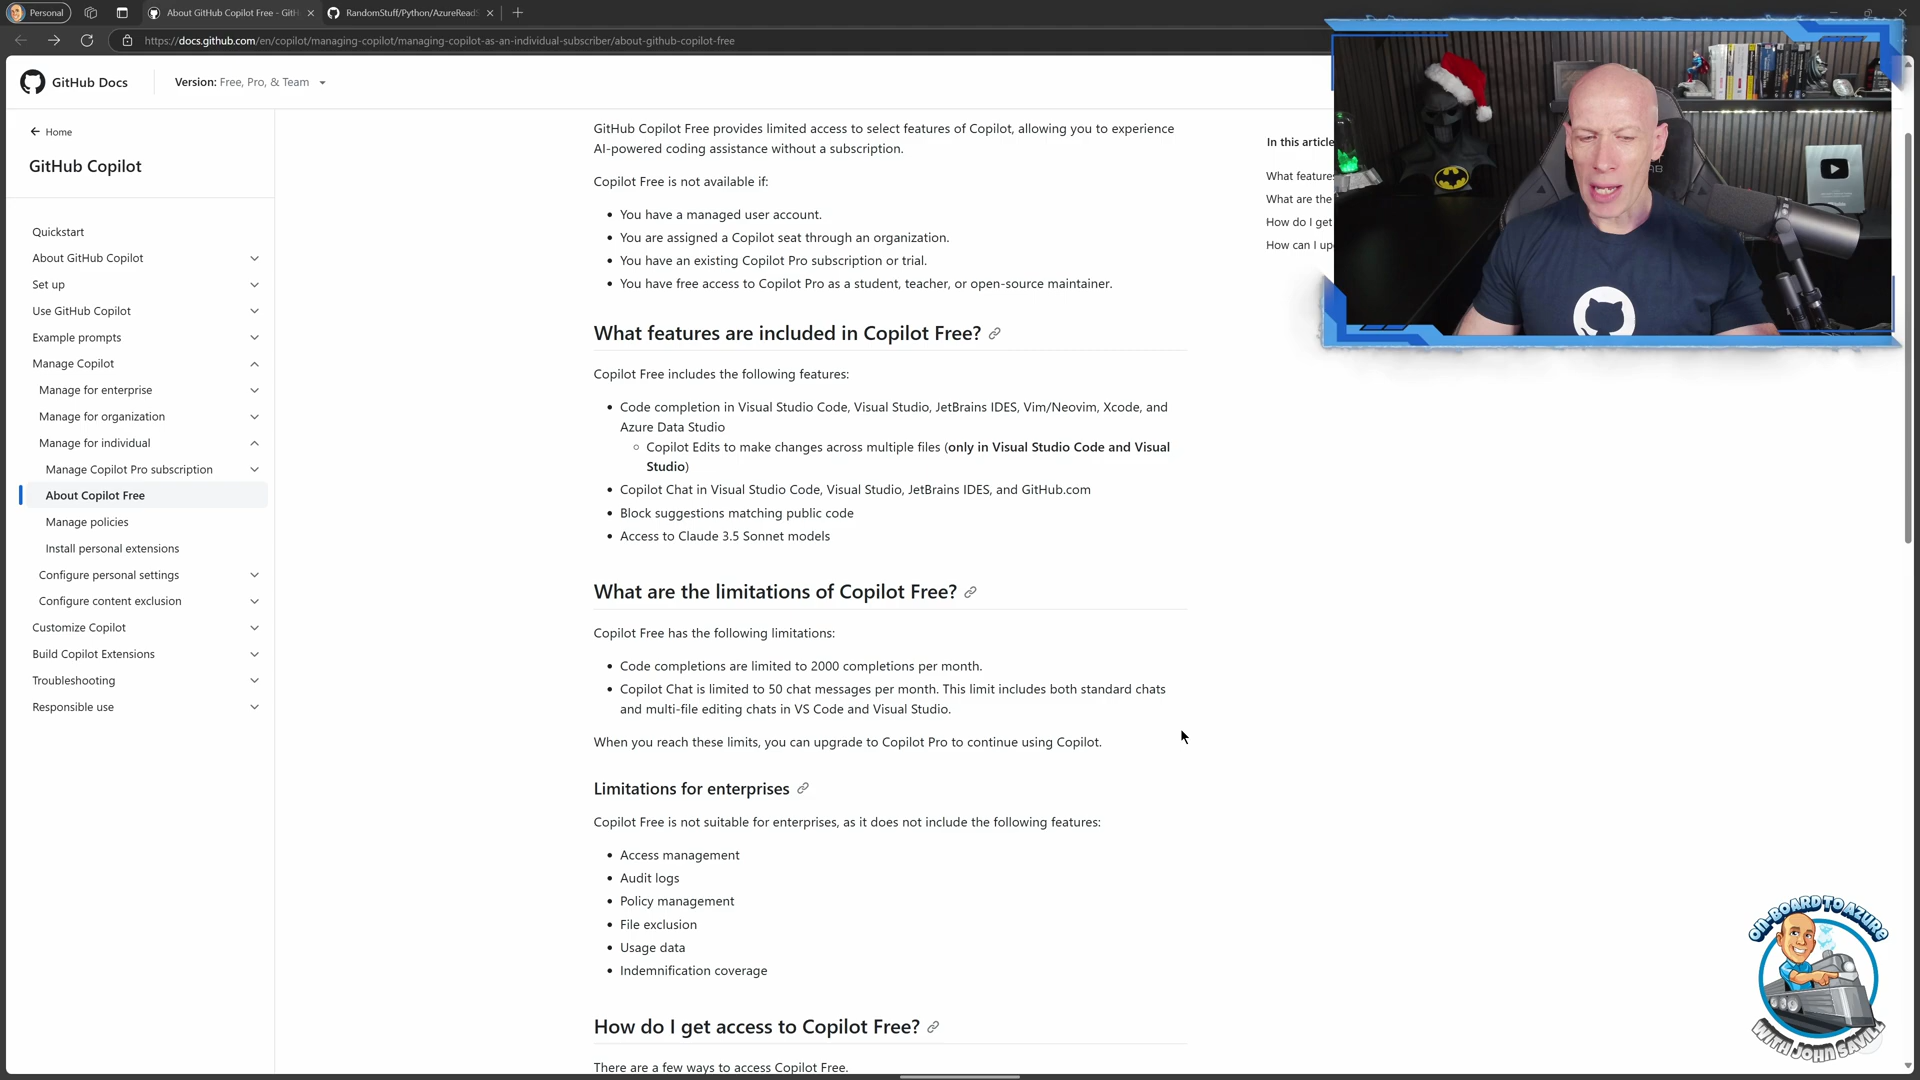 Personal
About GitHub Copilot Free - GitH
RandomStuff/Python/AzureRead
https://docs.github.com/en/copilot/managing-copilot/managing-copilot-as-an-individual-subscriber/about-github-copilot-free
GitHub Docs
Version: Free, Pro, & Team
Home
GitHub Copilot
Quickstart
About GitHub Copilot
Set up
Use GitHub Copilot
Example prompts
Manage Copilot
Manage for enterprise
Manage for organization
Manage for individual
Manage Copilot Pro subscription
About Copilot Free
Manage policies
Install personal extensions
Configure personal settings
Configure content exclusion
Customize Copilot
Build Copilot Extensions
Troubleshooting
Responsible use
GitHub Copilot Free provides limited access to select features of Copilot, allowing you to experience
AI-powered coding assistance without a subscription.
Copilot Free is not available if:
You have a managed user account.
You are assigned a Copilot seat through an organization.
You have an existing Copilot Pro subscription or trial.
You have free access to Copilot Pro as a student, teacher, or open-source maintainer.
What features are included in Copilot Free?
Copilot Free includes the following features:
Code completion in Visual Studio Code, Visual Studio, JetBrains IDES, Vim/Neovim, Xcode, and
Azure Data Studio
Copilot Edits to make changes across multiple files (only in Visual Studio Code and Visual
Studio)
Copilot Chat in Visual Studio Code, Visual Studio, JetBrains IDES, and GitHub.com
Block suggestions matching public code
Access to Claude 3.5 Sonnet models
What are the limitations of Copilot Free?
Copilot Free has the following limitations:
Code completions are limited to 2000 completions per month.
Copilot Chat is limited to 50 chat messages per month. This limit includes both standard chats
and multi-file editing chats in VS Code and Visual Studio.
When you reach these limits, you can upgrade to Copilot Pro to continue using Copilot.
Limitations for enterprises
Copilot Free is not suitable for enterprises, as it does not include the following features:
Access management
Audit logs
Policy management
File exclusion
Usage data
Indemnification coverage
How do I get access to Copilot Free?
There are a few ways to access Copilot Free.
In this article
What features
What are the
How do I get
How can I up
ON-BOARD TO AZURE
WITH JOHN SAVILL